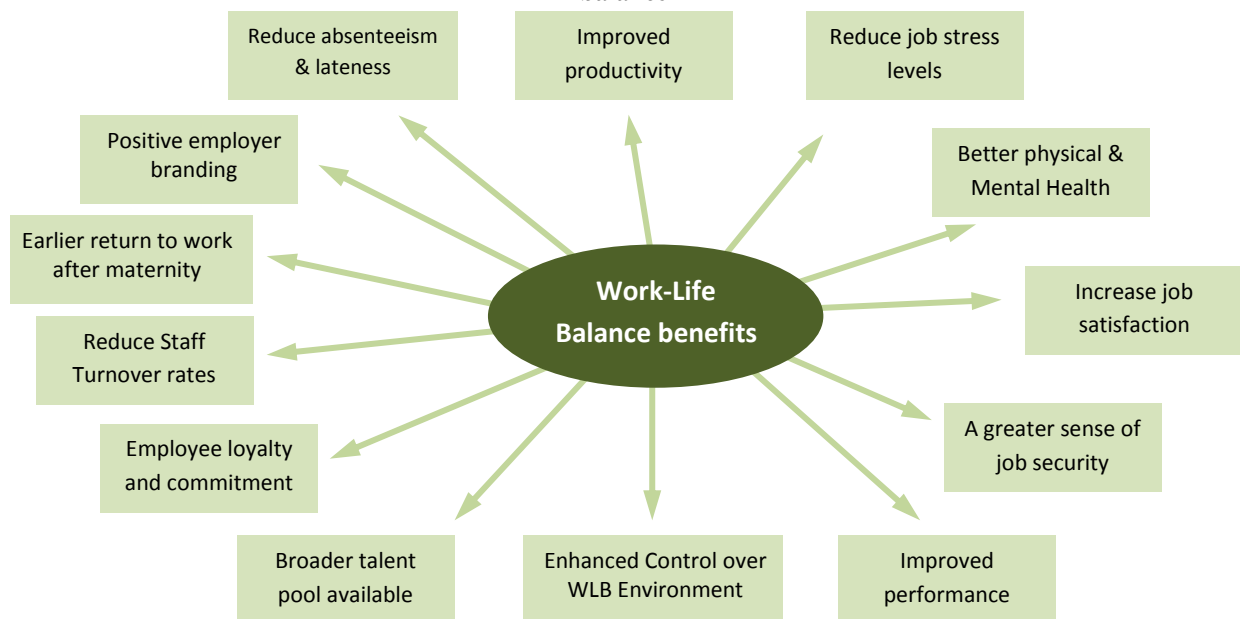 Reduce absenteeism
& lateness
Improved
productivity
Reduce job stress
levels
Positive employer
branding
Better physical &
Mental Health
Earlier return to work
after maternity
Work-Life
Balance benefits
Increase job
satisfaction
Reduce Staff
Turnover rates
Employee loyalty
and commitment
A greater sense of
job security
Broader talent
pool available
Enhanced Control over
WLB Environment
Improved
performance